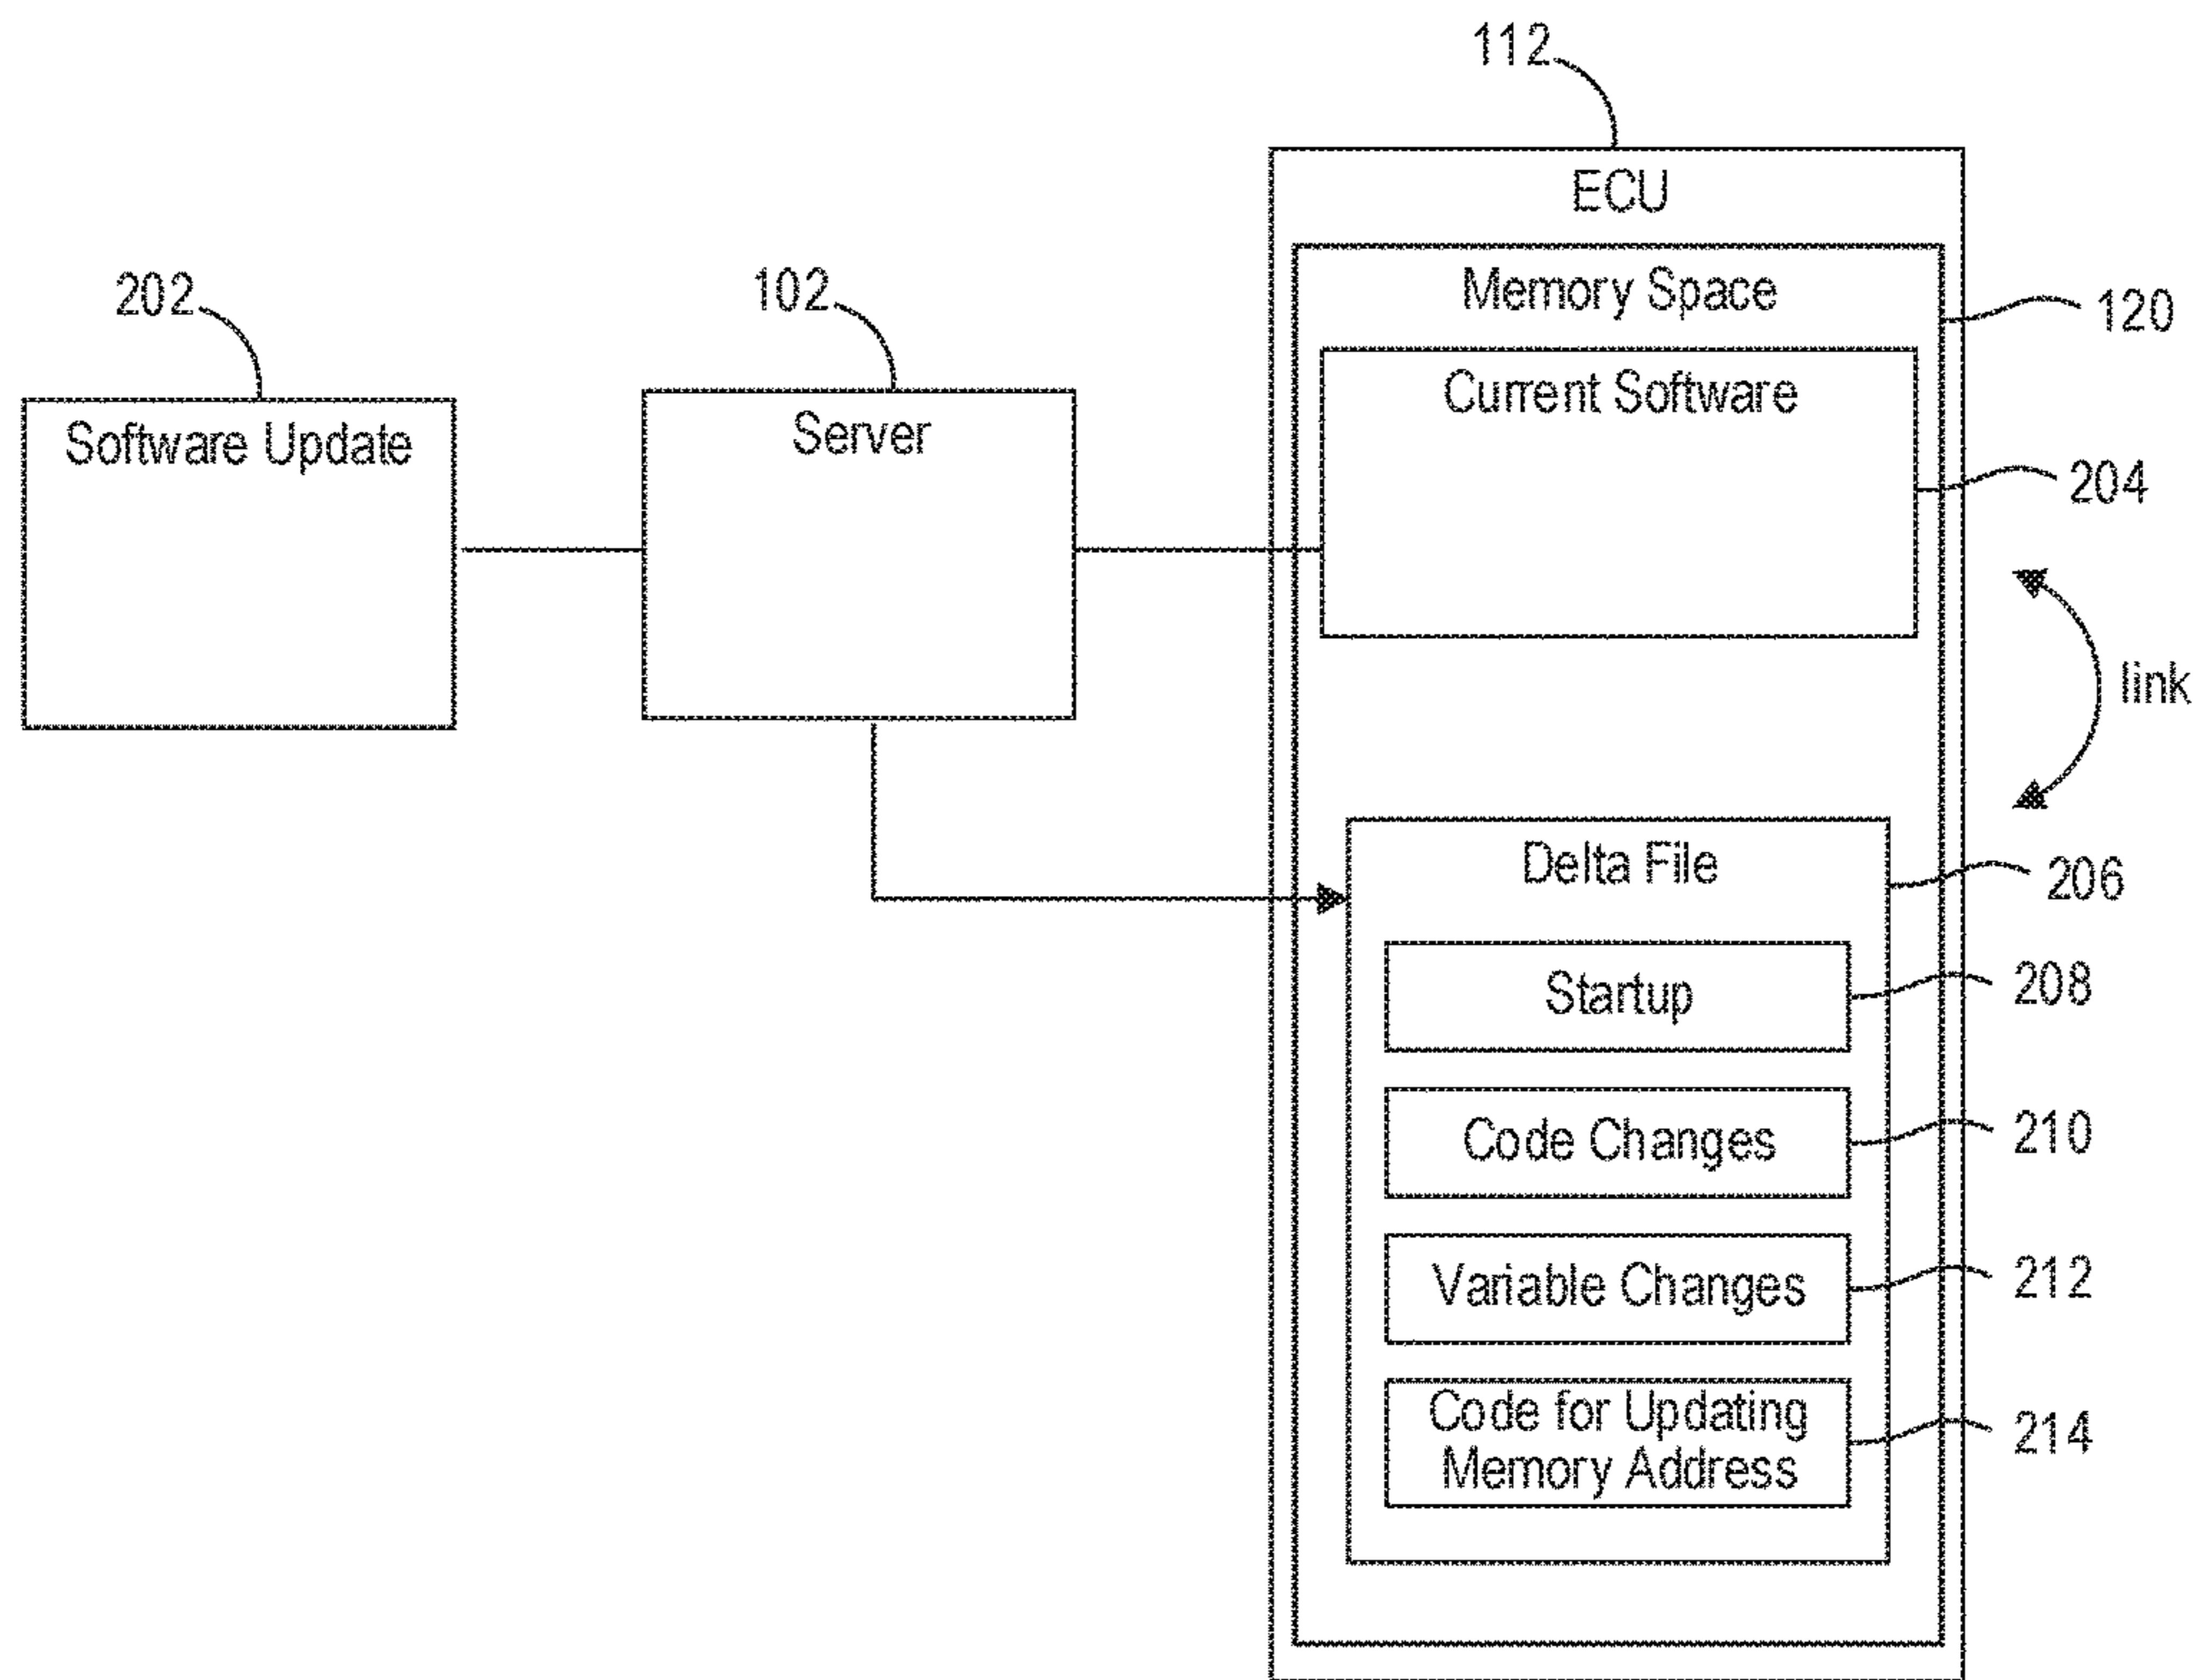 112
ECU
202
102
Memory Space
120
Software Update
Server
Current Software
204
link
Delta File
206
Startup
208
Code Changes
210
Variable Changes
212
Code for Updating
Memory Address
214